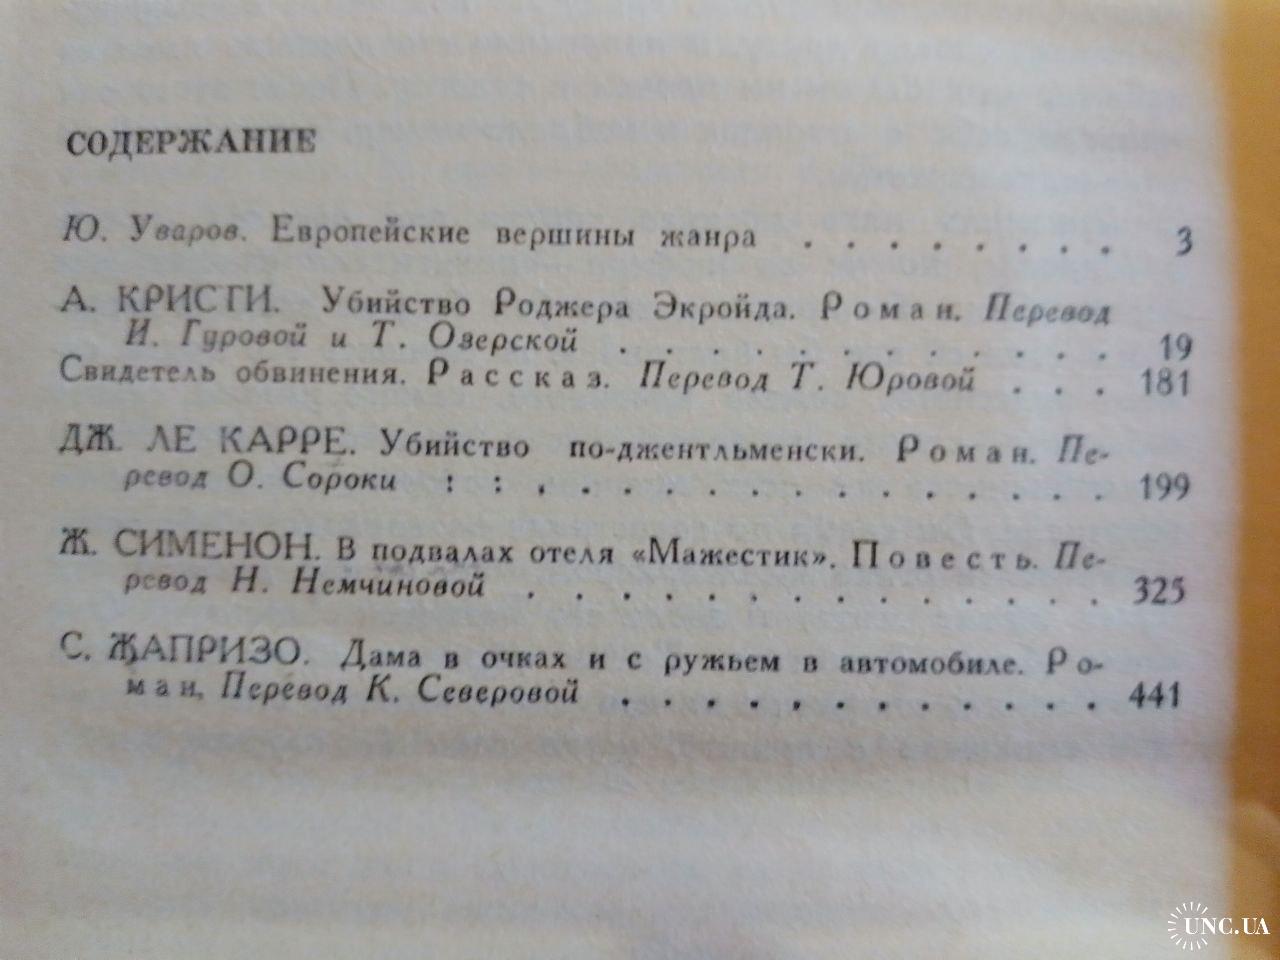 СОДЕРЖАНИЕ
Ю. Уваров. Европейские вершины жанра . . . . . . . . 3
А. КРИСТИ. Убийство Роджера Экройда. Роман. Перевод
И. Гуровой и Т. Озерской . . . . . . . . . . . 19
Свидетель обвинения. Рассказ. Перевод Т. Юровой . . . 181
ДЖ. ЛЕ КАРРЕ. Убийство по-джентльменски. Роман. Пе-
ревод О. Сороки : : . . . . . . . . . . . . . 199
Ж. СИМЕНОН. В подвалах отеля «Мажестик». Повесть. Пе-
ревод Н. Немчиновой . . . . . . . . . . . . . 325
С. ЖАПРИЗО. Дама в очках и с ружьем в автомобиле. Ро-
ман. Перевод К. Северовой . . . . . . . . . . . 441
UNC.UA